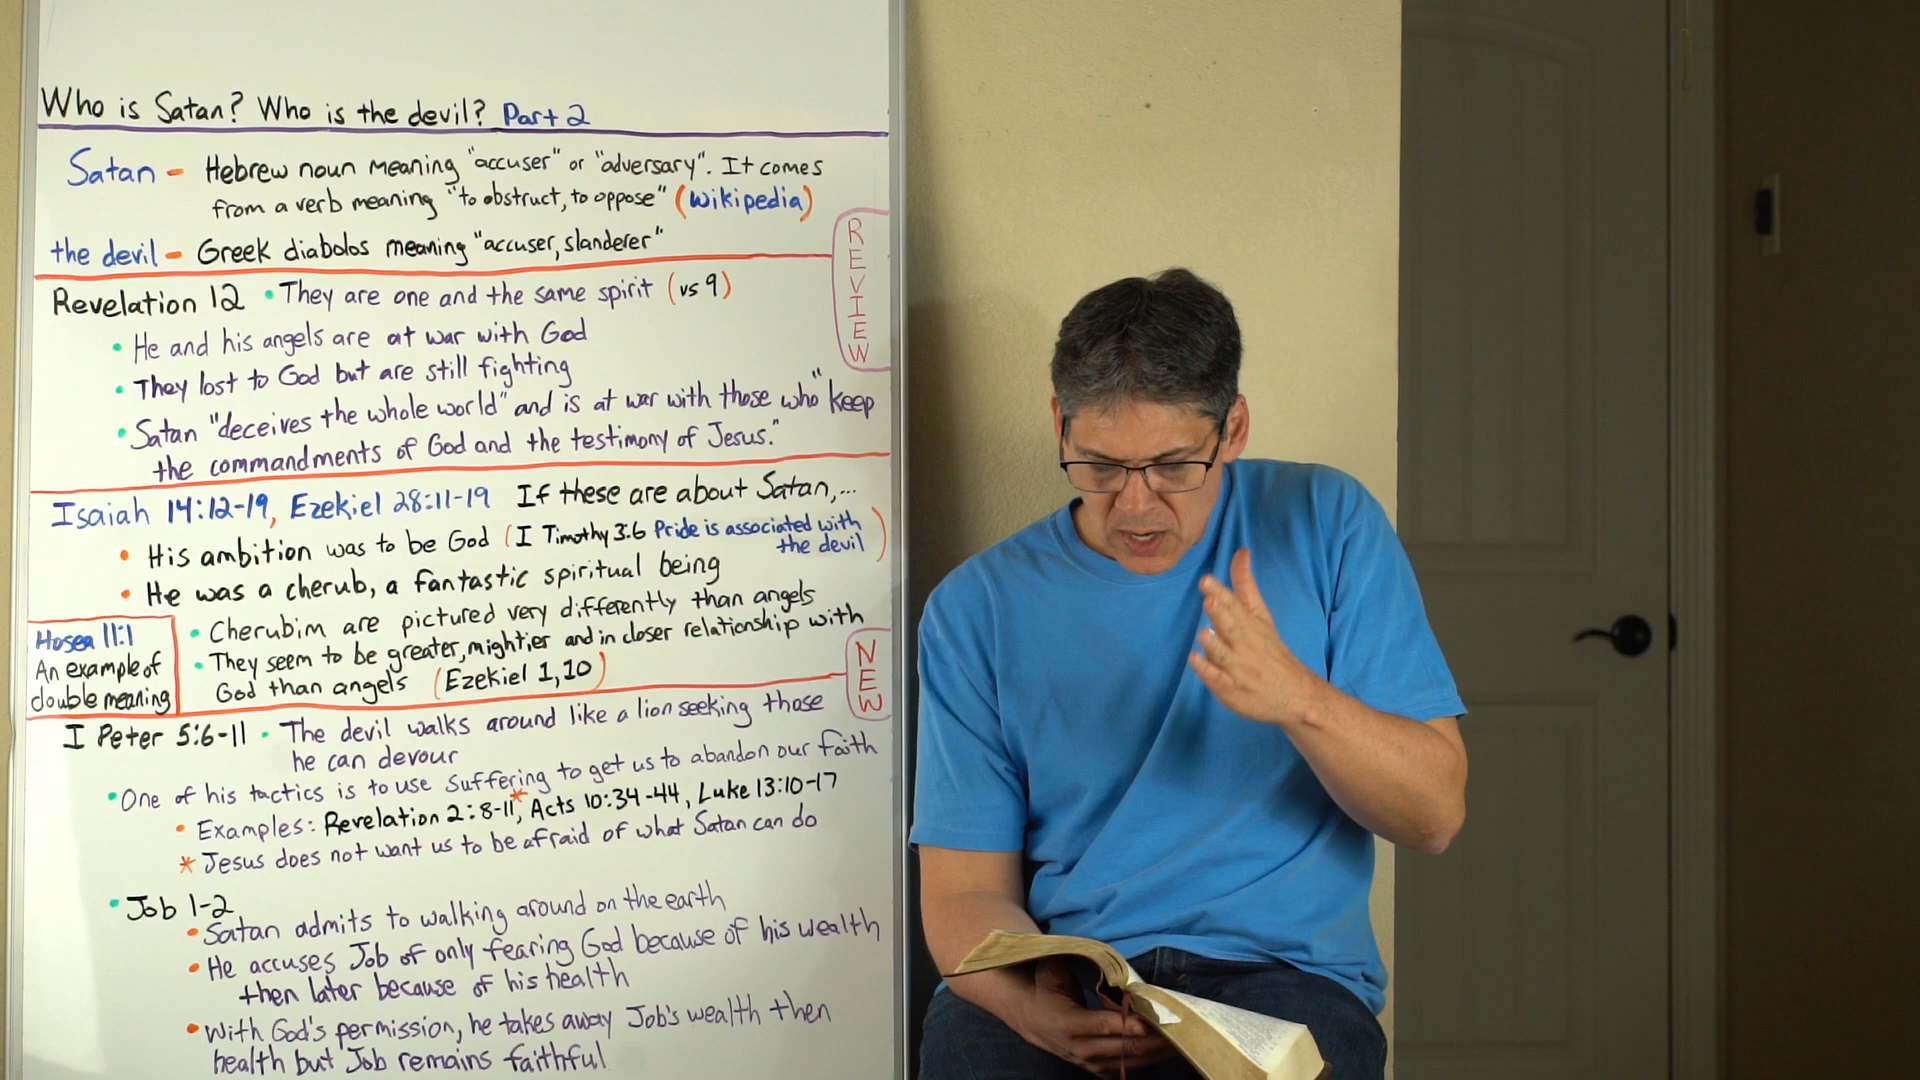 Who is Satan? Who is the devil? Part 2
Satan - Hebrew noun meaning "accuser" or "adversary". It comes
from a verb meaning "to obstruct, to oppose" (Wikipedia)
the devil - Greek diabolos meaning "accuser, slanderer"
REVIEW
Revelation 12 • They are one and the same spirit (vs 9)
• He and his angels are at war with God
• They lost to God but are still fighting
• Satan "deceives the whole world" and is at war with those who "keep
the commandments of God and the testimony of Jesus."
Isaiah 14:12-19, Ezekiel 28:11-19 If these are about Satan,...
• His ambition was to be God (I Timothy 3:6 Pride is associated with
the devil)
• He was a cherub, a fantastic spiritual being
• Cherubim are pictured very differently than angels
• They seem to be greater, mightier and in closer relationship with
God than angels (Ezekiel 1,10)
Hosea 11:1
An example of
double meaning
NEW
I Peter 5:6-11 • The devil walks around like a lion seeking those
he can devour
• One of his tactics is to use suffering to get us to abandon our faith
• Examples: Revelation 2:8-11*, Acts 10:34-44, Luke 13:10-17
* Jesus does not want us to be afraid of what Satan can do
• Job 1-2
• Satan admits to walking around on the earth
• He accuses Job of only fearing God because of his wealth
then later because of his health
• With God's permission, he takes away Job's wealth then
health but Job remains faithful